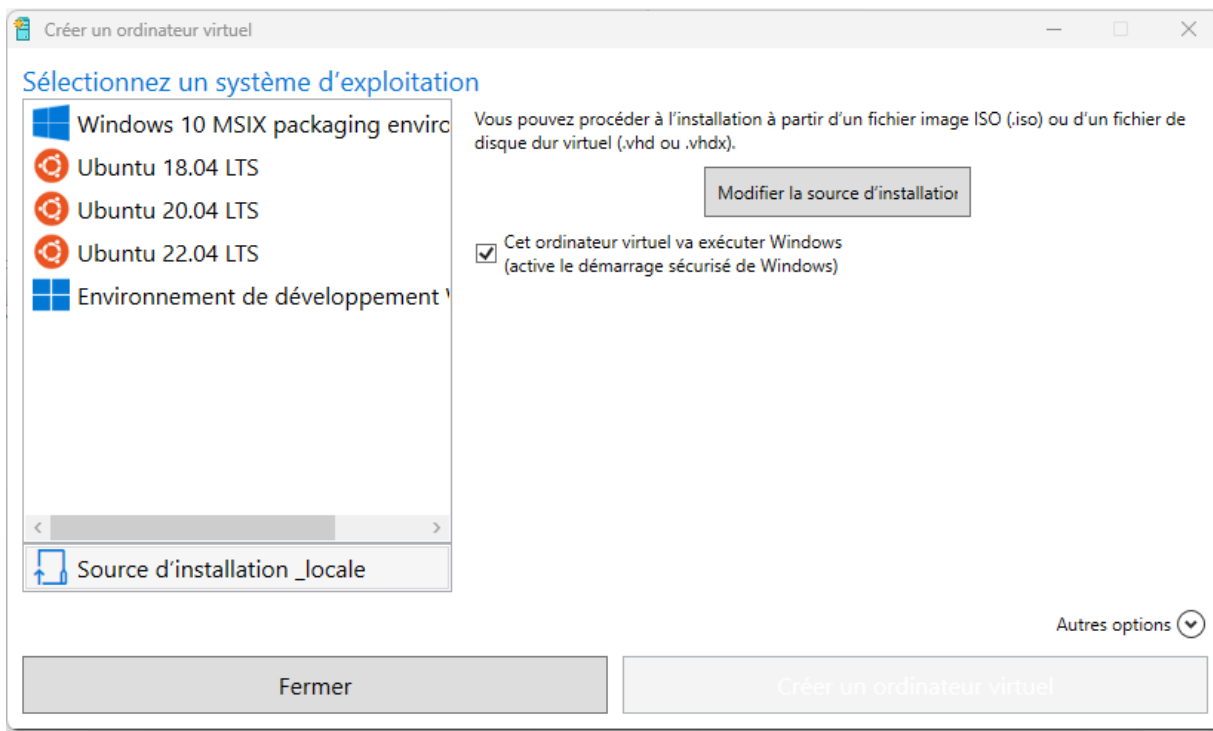 Créer un ordinateur virtuel
Sélectionnez un système d'exploitation
Windows 10 MSIX packaging enviro
Ubuntu 18.04 LTS
Ubuntu 20.04 LTS
Ubuntu 22.04 LTS
Environnement de développement
Source d'installation _locale
Vous pouvez procéder à l'installation à partir d'un fichier image ISO (.iso) ou d'un fichier de
disque dur virtuel (.vhd ou .vhdx).
Modifier la source d'installation
Cet ordinateur virtuel va exécuter Windows
(active le démarrage sécurisé de Windows)
Autres options
Fermer
Créer un ordinateur virtuel